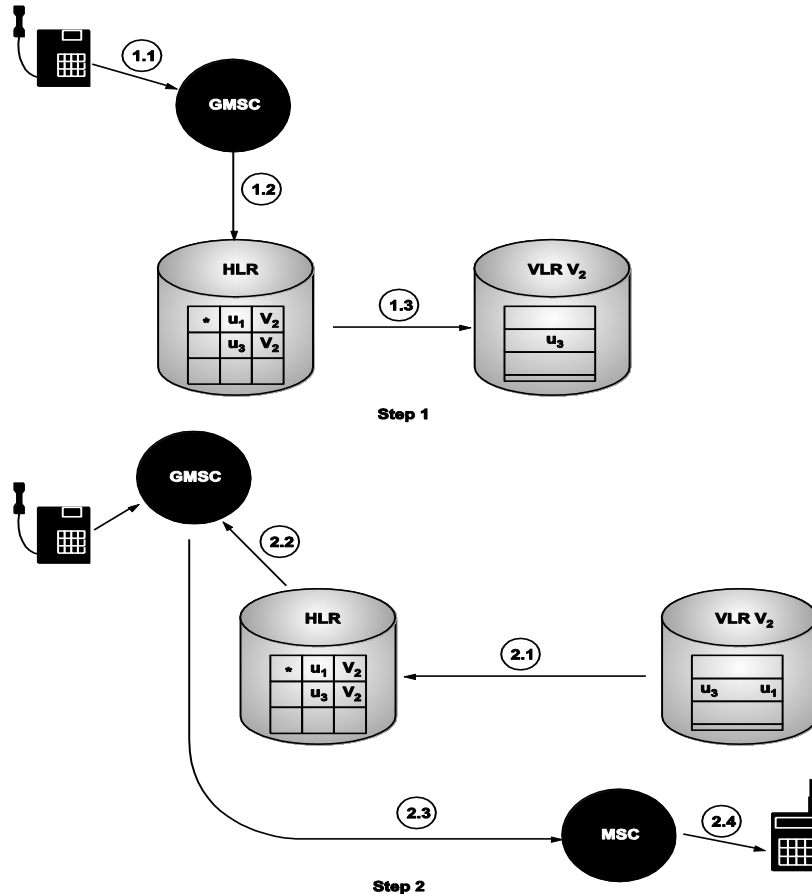 1.1
GMSC
1.2
HLR
VLR V₂
* u₁ V₂
u₃ V₂
1.3
u₃
Step 1
GMSC
2.2
HLR
VLR V₂
* u₁ V₂
u₃ V₂
2.1
u₃ u₁
2.3
MSC
2.4
Step 2